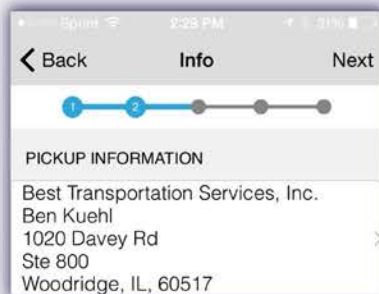 Sprint 2:29 PM 31%
Back Info Next
1 2
PICKUP INFORMATION
Best Transportation Services, Inc.
Ben Kuehl
1020 Davey Rd
Ste 800
Woodridge, IL, 60517